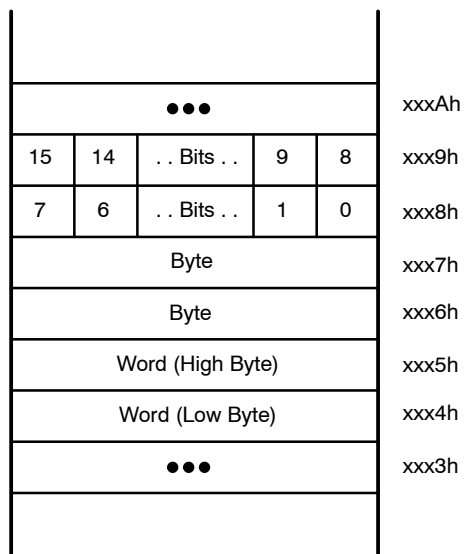 ●●● xxxAh
15 14 . . Bits . . 9 8 xxx9h
7 6 . . Bits . . 1 0 xxx8h
Byte xxx7h
Byte xxx6h
Word (High Byte) xxx5h
Word (Low Byte) xxx4h
●●● xxx3h